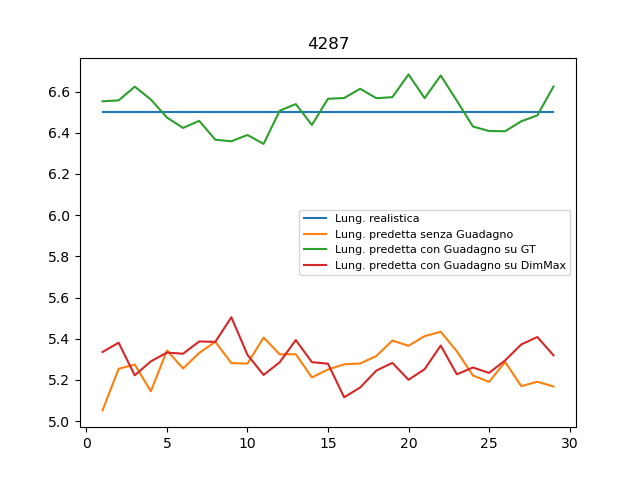 4287
6.6
6.4
6.2
6.0
5.8
5.6
5.4
5.2
5.0
Lung. realistica
Lung. predetta senza Guadagno
Lung. predetta con Guadagno su GT
Lung. predetta con Guadagno su DimMax
0 5 10 15 20 25 30